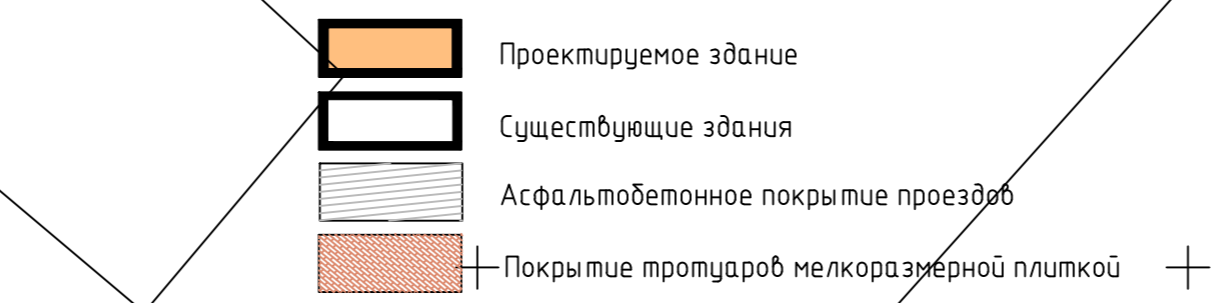 Проектируемое здание
Существующие здания
Асфальтобетонное покрытие проездов
Покрытие тротуаров мелкоразмерной плиткой